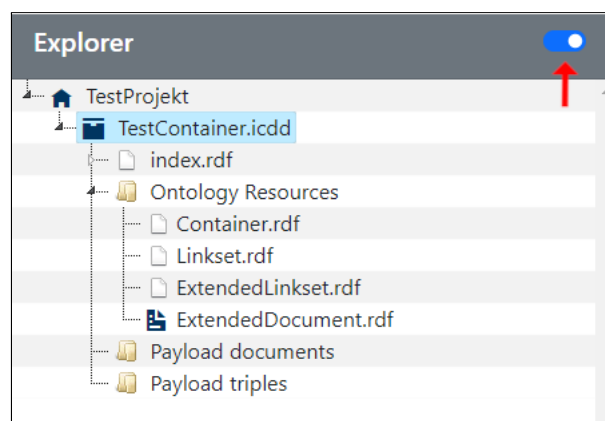 Explorer
TestProjekt
TestContainer.icdd
index.rdf
Ontology Resources
Container.rdf
Linkset.rdf
ExtendedLinkset.rdf
ExtendedDocument.rdf
Payload documents
Payload triples